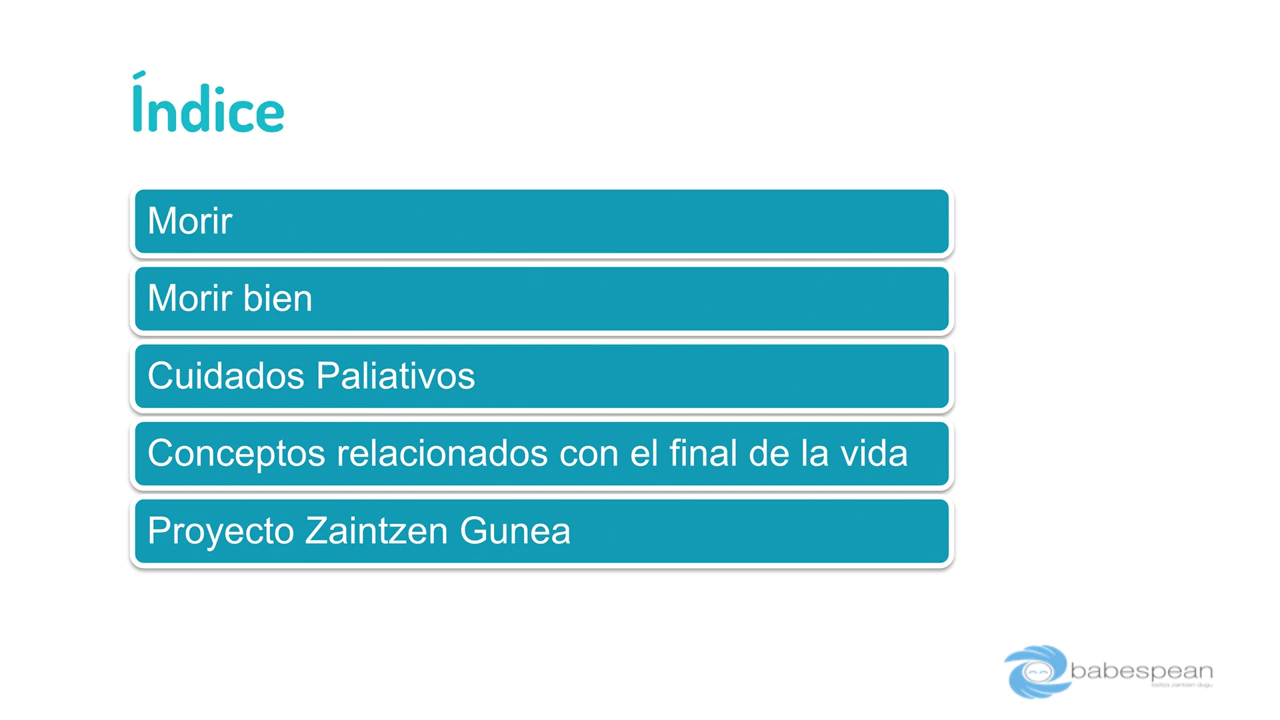 Índice
Morir
Morir bien
Cuidados Paliativos
Conceptos relacionados con el final de la vida
Proyecto Zaintzen Gunea
babespean